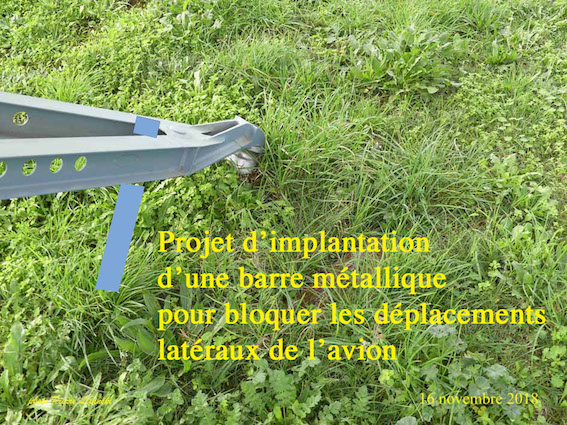 Projet d’implantation
d’une barre métallique
pour bloquer les déplacements
latéraux de l’avion
16 novembre 2018